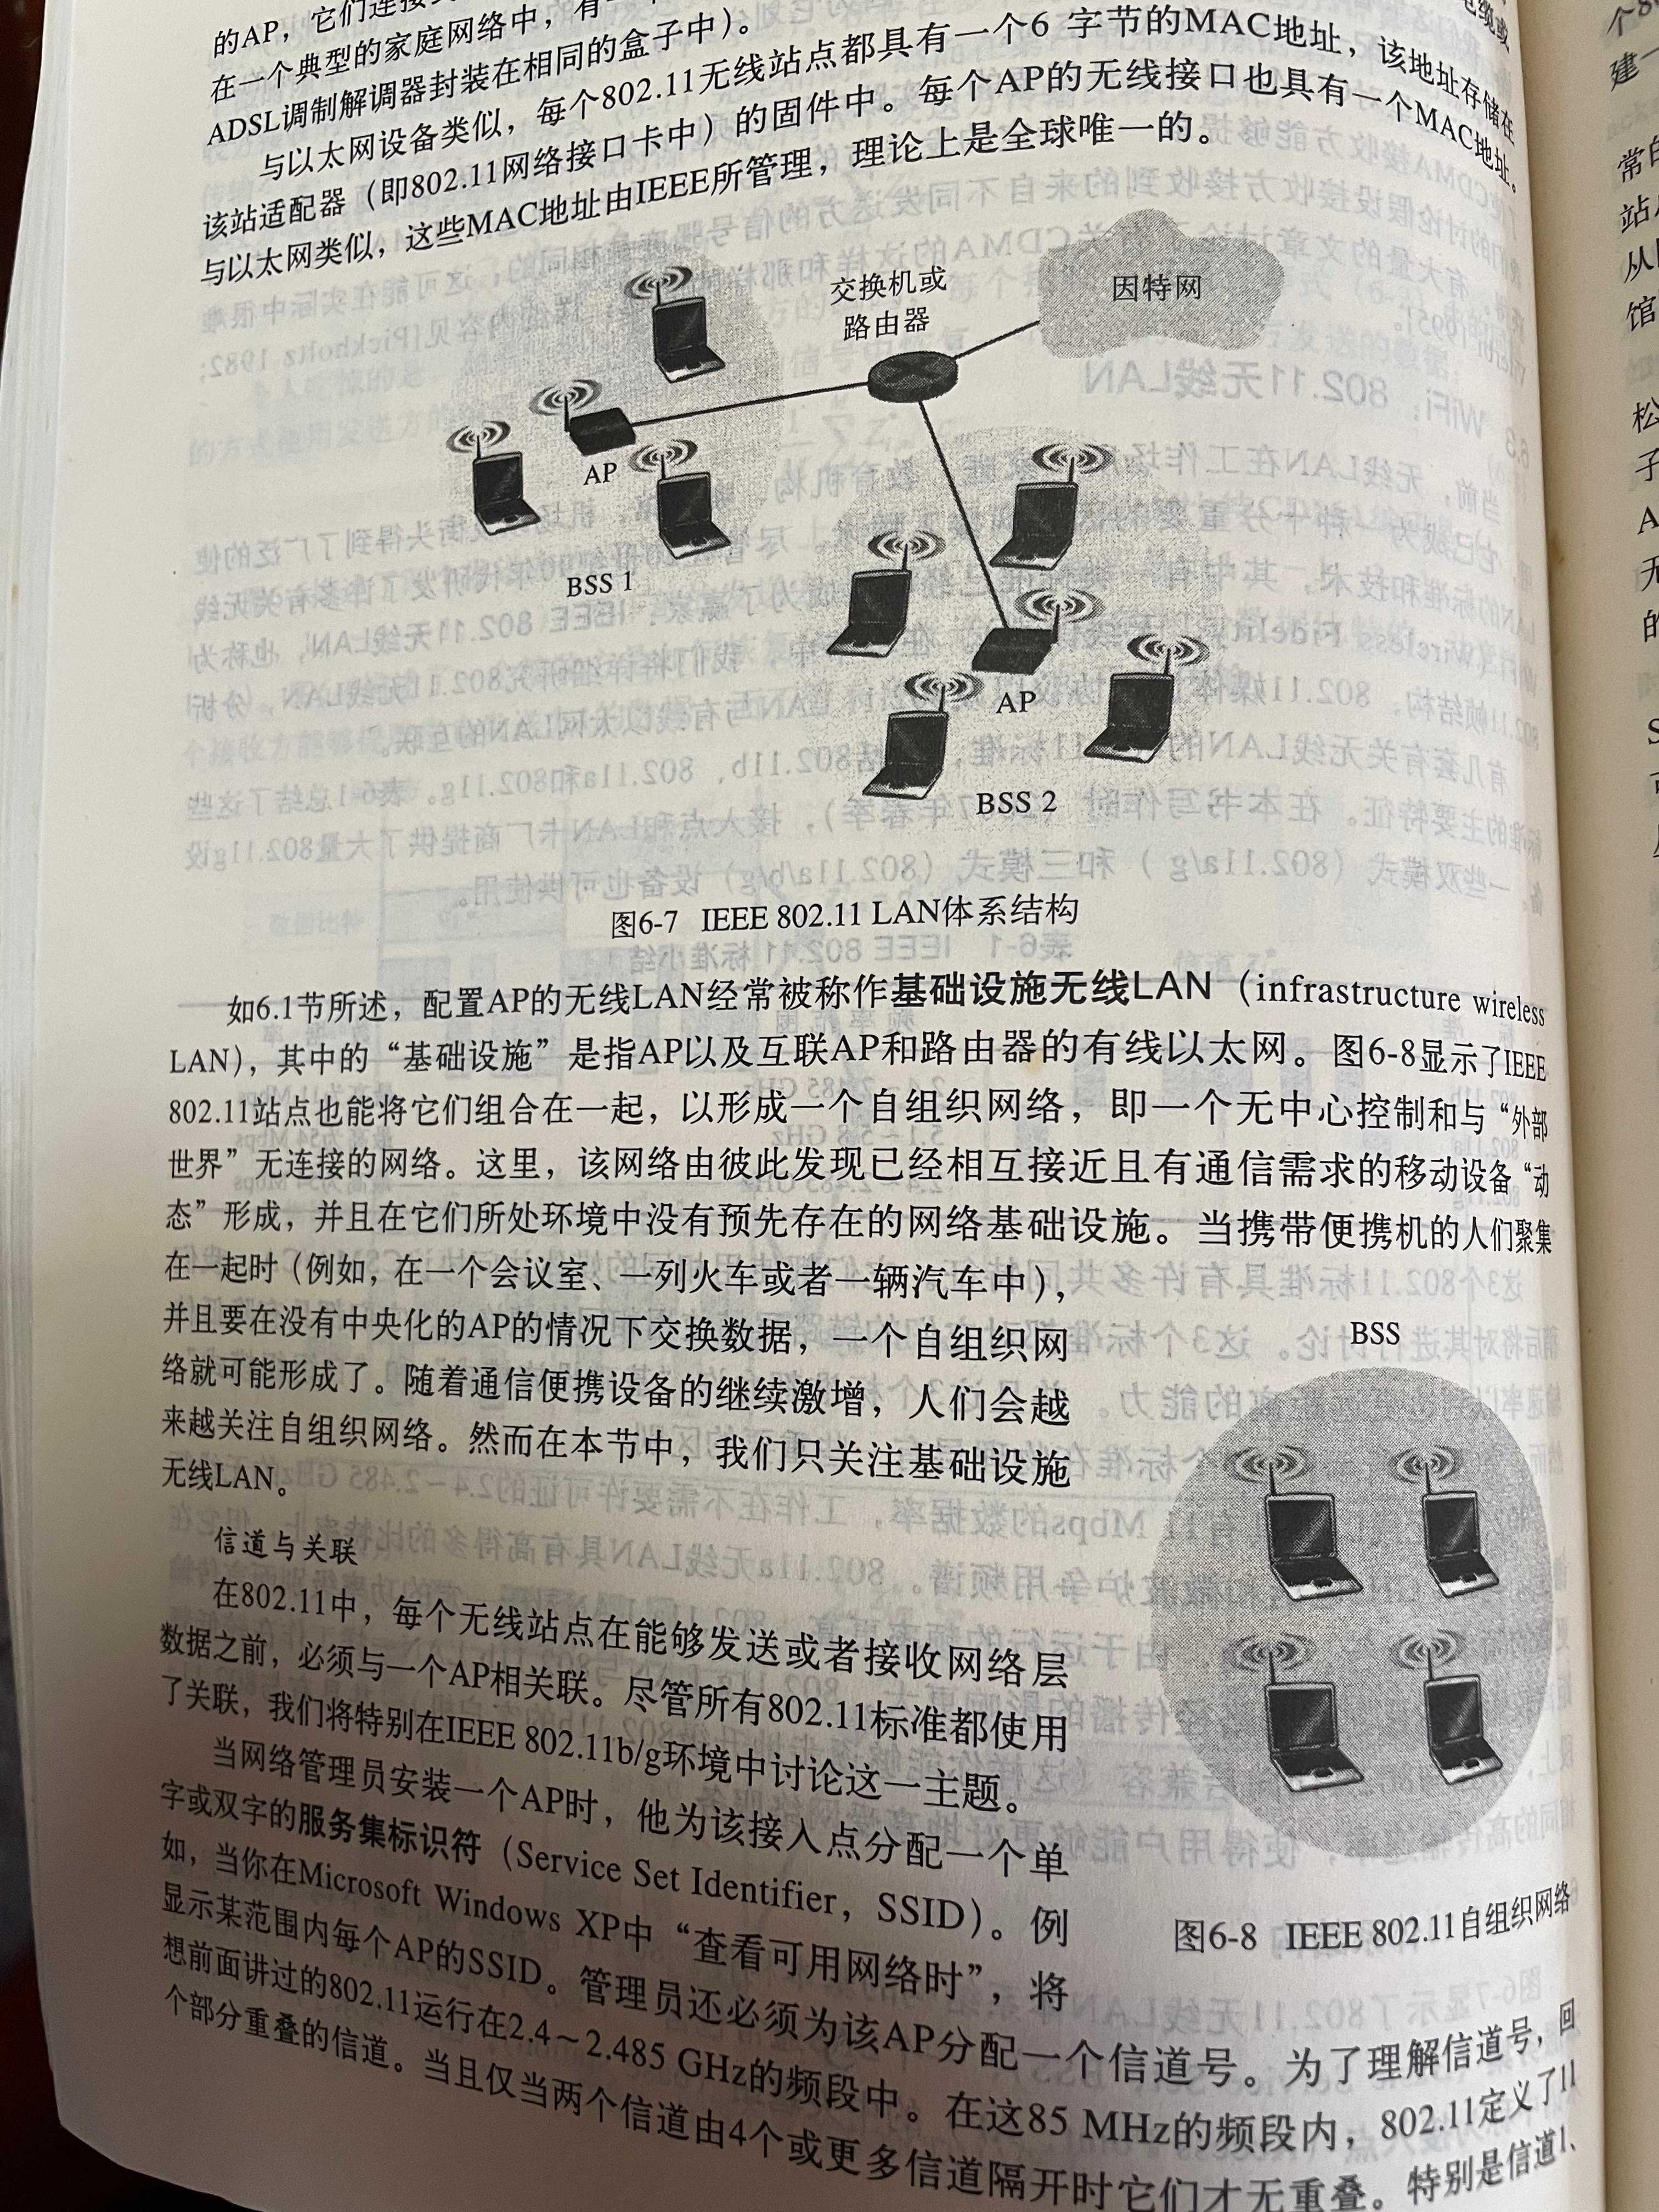 的AP，它们连接
在一个典型的家庭网络中，有一
ADSL调制解调器封装在相同的盒子中）。
与以太网设备类似，每个802.11无线站点都具有一个6 字节的MAC地址，该地址存储在
该站适配器（即802.11网络接口卡中）的固件中。每个AP的无线接口也具有一个MAC地址。
与以太网类似，这些MAC地址由IEEE所管理，理论上是全球唯一的。
交换机或
路由器
因特网
AP
BSS 1
AP
BSS 2
图6-7 IEEE 802.11 LAN体系结构
如6.1节所述，配置AP的无线LAN经常被称作基础设施无线LAN（infrastructure wireless
LAN），其中的“基础设施”是指AP以及互联AP和路由器的有线以太网。图6-8显示了IEEE
802.11站点也能将它们组合在一起，以形成一个自组织网络，即一个无中心控制和与“外部
世界”无连接的网络。这里，该网络由彼此发现已经相互接近且有通信需求的移动设备“动
态”形成，并且在它们所处环境中没有预先存在的网络基础设施。当携带便携机的人们聚集
在一起时（例如，在一个会议室、一列火车或者一辆汽车中），
并且要在没有中央化的AP的情况下交换数据，一个自组织网
络就可能形成了。随着通信便携设备的继续激增，人们会越
来越关注自组织网络。然而在本节中，我们只关注基础设施
无线LAN。
BSS
图6-8 IEEE 802.11自组织网络
信道与关联
在802.11中，每个无线站点在能够发送或者接收网络层
数据之前，必须与一个AP相关联。尽管所有802.11标准都使用
了关联，我们将特别在IEEE 802.11b/g环境中讨论这一主题。
当网络管理员安装一个AP时，他为该接入点分配一个单
字或双字的服务集标识符（Service Set Identifier，SSID）。例
如，当你在Microsoft Windows XP中“查看可用网络时”，将
显示某范围内每个AP的SSID。管理员还必须为该AP分配一个信道号。为了理解信道号，回
想前面讲过的802.11运行在2.4～2.485 GHz的频段中。在这85 MHz的频段内，802.11定义了11
个部分重叠的信道。当且仅当两个信道由4个或更多信道隔开时它们才无重叠。特别是信道1、